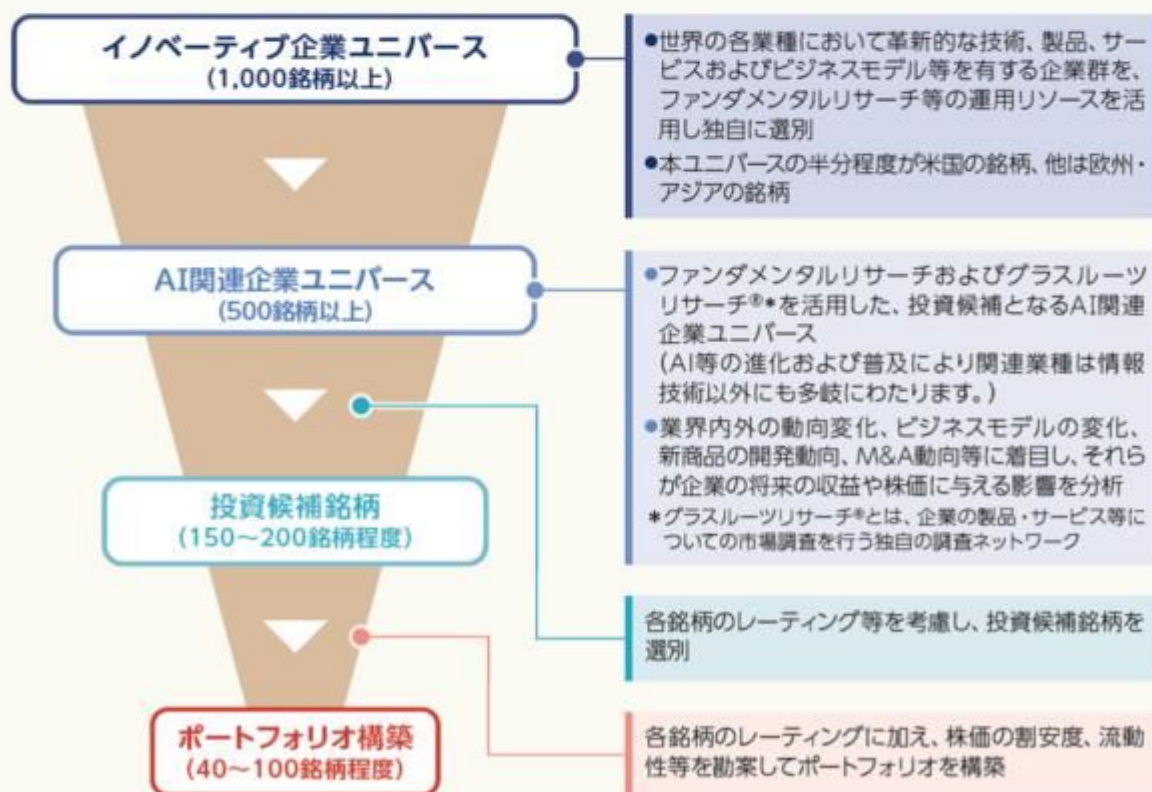 イノベーティブ企業ユニバース
(1,000銘柄以上)
●世界の各業種において革新的な技術、製品、サー
ビスおよびビジネスモデル等を有する企業群を、
ファンダメンタルリサーチ等の運用リソースを活
用し独自に選別
●本ユニバースの半分程度が米国の銘柄、他は欧州・
アジアの銘柄
AI関連企業ユニバース
(500銘柄以上)
●ファンダメンタルリサーチおよびグラスルーツ
リサーチ®*を活用した、投資候補となるAI関連
企業ユニバース
(AI等の進化および普及により関連業種は情報
技術以外にも多岐にわたります。)
●業界内外の動向変化、ビジネスモデルの変化、
新商品の開発動向、M&A動向等に着目し、それら
が企業の将来の収益や株価に与える影響を分析
*グラスルーツリサーチ®とは、企業の製品・サービス等に
ついての市場調査を行う独自の調査ネットワーク
投資候補銘柄
(150～200銘柄程度)
各銘柄のレーティング等を考慮し、投資候補銘柄を
選別
ポートフォリオ構築
(40～100銘柄程度)
各銘柄のレーティングに加え、株価の割安度、流動
性等を勘案してポートフォリオを構築